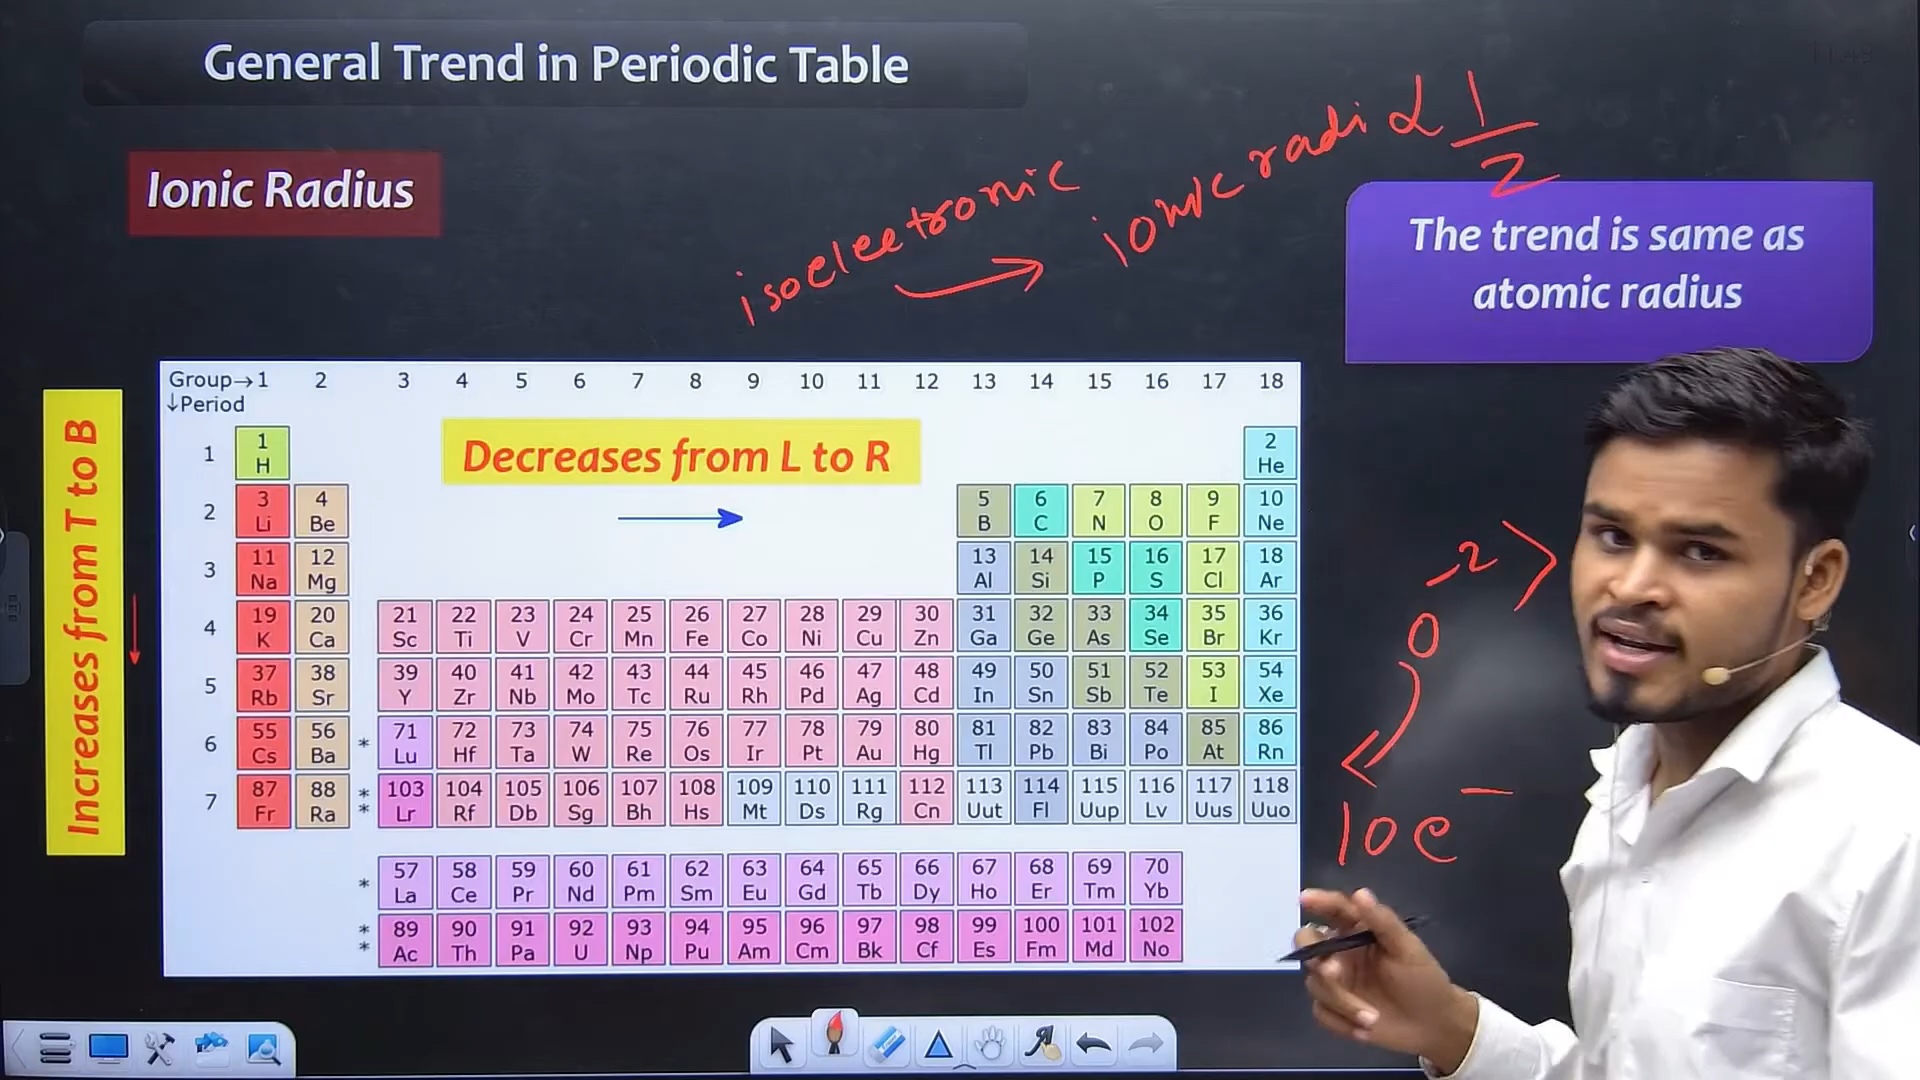 General Trend in Periodic Table
Ionic Radius
isoeleetronic → ionic radi α 1/2
The trend is same as
atomic radius
Increases from T to B
Group→ 1 2 3 4 5 6 7 8 9 10 11 12 13 14 15 16 17 18
↓Period
Decreases from L to R
1 1 H 2 He
2 3 Li 4 Be 5 B 6 C 7 N 8 O 9 F 10 Ne
3 11 Na 12 Mg 13 Al 14 Si 15 P 16 S 17 Cl 18 Ar
4 19 K 20 Ca 21 Sc 22 Ti 23 V 24 Cr 25 Mn 26 Fe 27 Co 28 Ni 29 Cu 30 Zn 31 Ga 32 Ge 33 As 34 Se 35 Br 36 Kr
5 37 Rb 38 Sr 39 Y 40 Zr 41 Nb 42 Mo 43 Tc 44 Ru 45 Rh 46 Pd 47 Ag 48 Cd 49 In 50 Sn 51 Sb 52 Te 53 I 54 Xe
6 55 Cs 56 Ba * 71 Lu 72 Hf 73 Ta 74 W 75 Re 76 Os 77 Ir 78 Pt 79 Au 80 Hg 81 Tl 82 Pb 83 Bi 84 Po 85 At 86 Rn
7 87 Fr 88 Ra ** 103 Lr 104 Rf 105 Db 106 Sg 107 Bh 108 Hs 109 Mt 110 Ds 111 Rg 112 Cn 113 Uut 114 Fl 115 Uup 116 Lv 117 Uus 118 Uuo
* 57 La 58 Ce 59 Pr 60 Nd 61 Pm 62 Sm 63 Eu 64 Gd 65 Tb 66 Dy 67 Ho 68 Er 69 Tm 70 Yb
** 89 Ac 90 Th 91 Pa 92 U 93 Np 94 Pu 95 Am 96 Cm 97 Bk 98 Cf 99 Es 100 Fm 101 Md 102 No
O -2 >
10e-